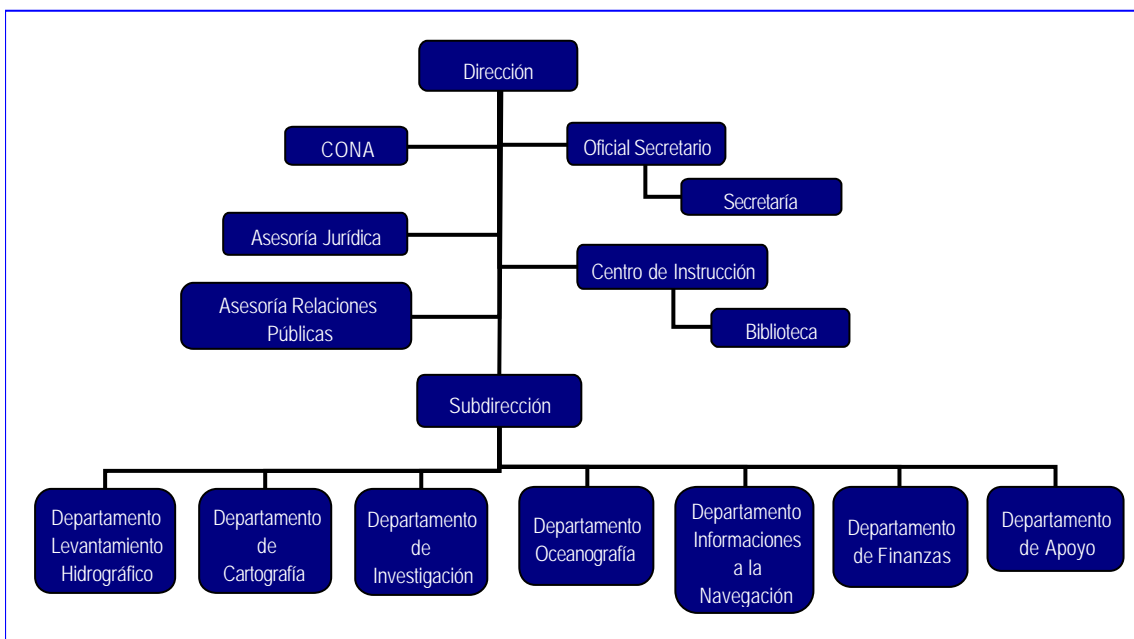 Dirección
CONA
Oficial Secretario
Secretaría
Asesoría Jurídica
Centro de Instrucción
Asesoría Relaciones
Públicas
Biblioteca
Subdirección
Departamento
Levantamiento
Hidrográfico
Departamento
de
Cartografía
Departamento
de
Investigación
Departamento
Oceanografía
Departamento
Informaciones
a la
Navegación
Departamento
de Finanzas
Departamento
de Apoyo